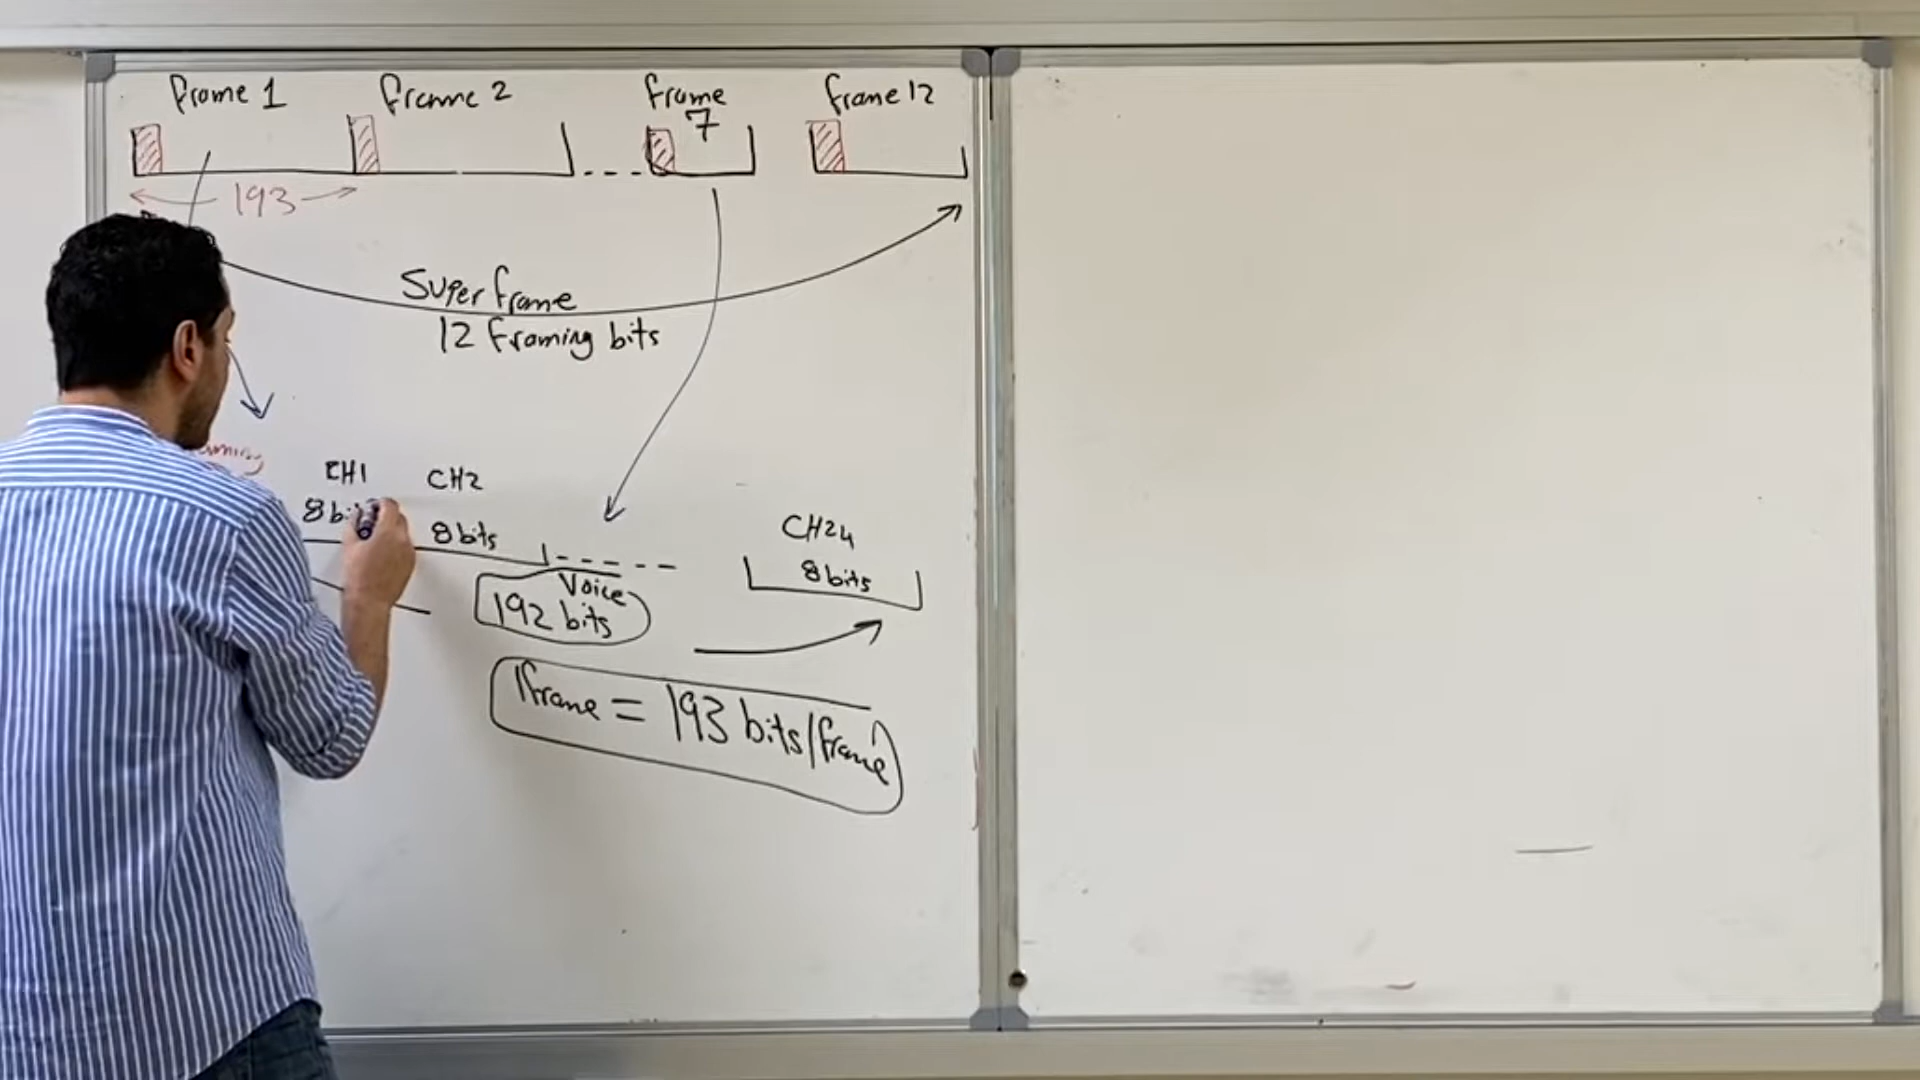 frame 1 frame 2 frame 7 frame 12
193
Super frame
12 framing bits
CH1 CH2
8 bits 8 bits
CH24
8 bits
Voice
192 bits
1 frame = 193 bits/frame